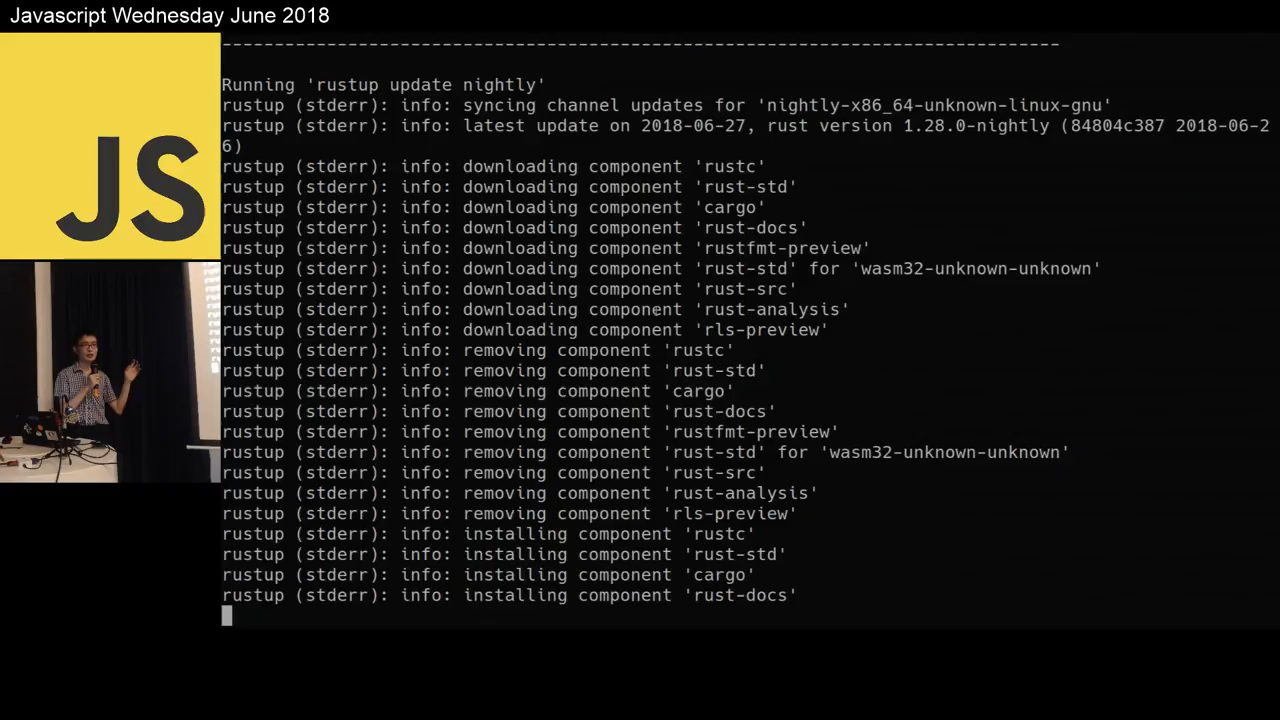 Javascript Wednesday June 2018
JS
--------------------------------------------------------------------------------
Running 'rustup update nightly'
rustup (stderr): info: syncing channel updates for 'nightly-x86_64-unknown-linux-gnu'
rustup (stderr): info: latest update on 2018-06-27, rust version 1.28.0-nightly (84804c387 2018-06-2
6)
rustup (stderr): info: downloading component 'rustc'
rustup (stderr): info: downloading component 'rust-std'
rustup (stderr): info: downloading component 'cargo'
rustup (stderr): info: downloading component 'rust-docs'
rustup (stderr): info: downloading component 'rustfmt-preview'
rustup (stderr): info: downloading component 'rust-std' for 'wasm32-unknown-unknown'
rustup (stderr): info: downloading component 'rust-src'
rustup (stderr): info: downloading component 'rust-analysis'
rustup (stderr): info: downloading component 'rls-preview'
rustup (stderr): info: removing component 'rustc'
rustup (stderr): info: removing component 'rust-std'
rustup (stderr): info: removing component 'cargo'
rustup (stderr): info: removing component 'rust-docs'
rustup (stderr): info: removing component 'rustfmt-preview'
rustup (stderr): info: removing component 'rust-std' for 'wasm32-unknown-unknown'
rustup (stderr): info: removing component 'rust-src'
rustup (stderr): info: removing component 'rust-analysis'
rustup (stderr): info: removing component 'rls-preview'
rustup (stderr): info: installing component 'rustc'
rustup (stderr): info: installing component 'rust-std'
rustup (stderr): info: installing component 'cargo'
rustup (stderr): info: installing component 'rust-docs'